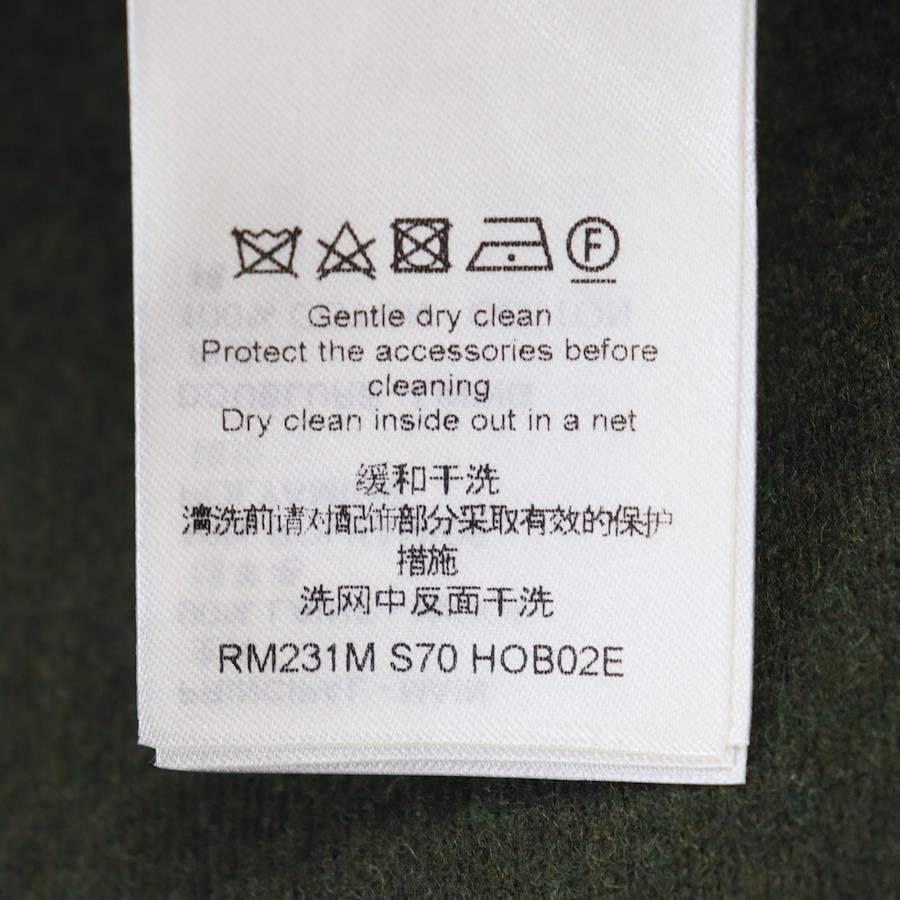 F
Gentle dry clean
Protect the accessories before
cleaning
Dry clean inside out in a net
缓和干洗
清洗前请对配饰部分采取有效的保护
措施
洗网中反面干洗
RM231M S70 HOB02E